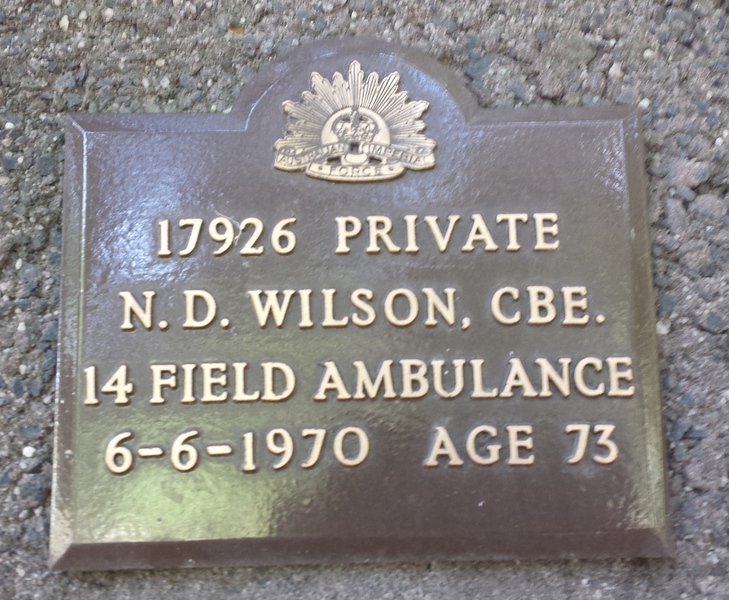 AUSTRALIAN IMPERIAL
FORCE
17926 PRIVATE
N. D. WILSON, CBE.
14 FIELD AMBULANCE
6-6-1970 AGE 73